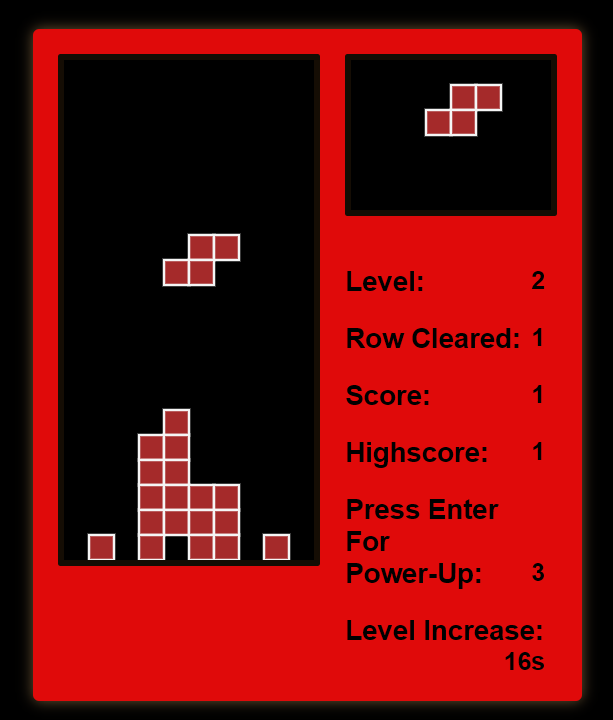 Level: 2
Row Cleared: 1
Score: 1
Highscore: 1
Press Enter
For
Power-Up: 3
Level Increase:
16s